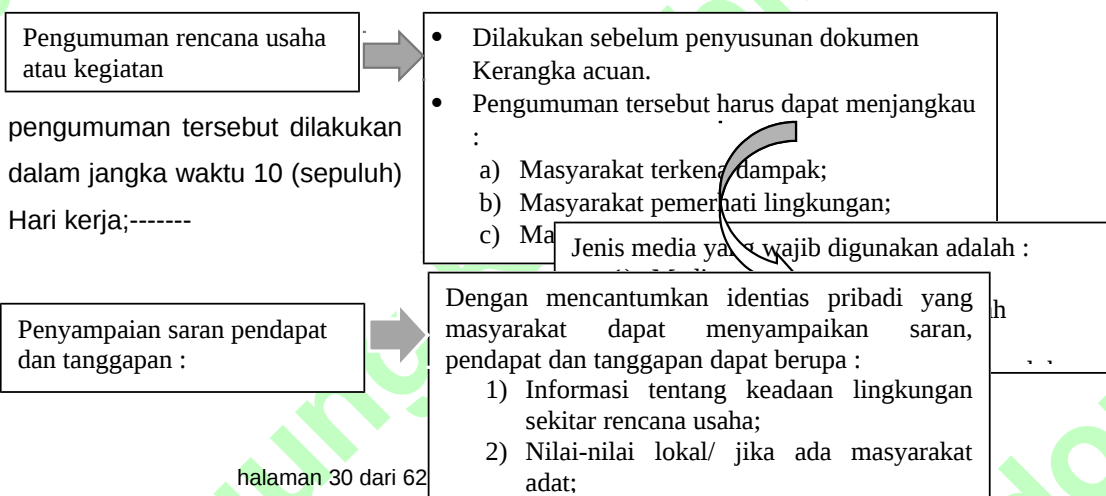 Pengumuman rencana usaha
atau kegiatan
pengumuman tersebut dilakukan
dalam jangka waktu 10 (sepuluh)
Hari kerja;-------
• Dilakukan sebelum penyusunan dokumen
Kerangka acuan.
• Pengumuman tersebut harus dapat menjangkau
:
a) Masyarakat terkena dampak;
b) Masyarakat pemerhati lingkungan;
c) Ma
Jenis media yang wajib digunakan adalah :
Penyampaian saran pendapat
dan tanggapan :
Dengan mencantumkan identias pribadi yang
masyarakat dapat menyampaikan saran,
pendapat dan tanggapan dapat berupa :
1) Informasi tentang keadaan lingkungan
sekitar rencana usaha;
2) Nilai-nilai lokal/ jika ada masyarakat
adat;
halaman 30 dari 62